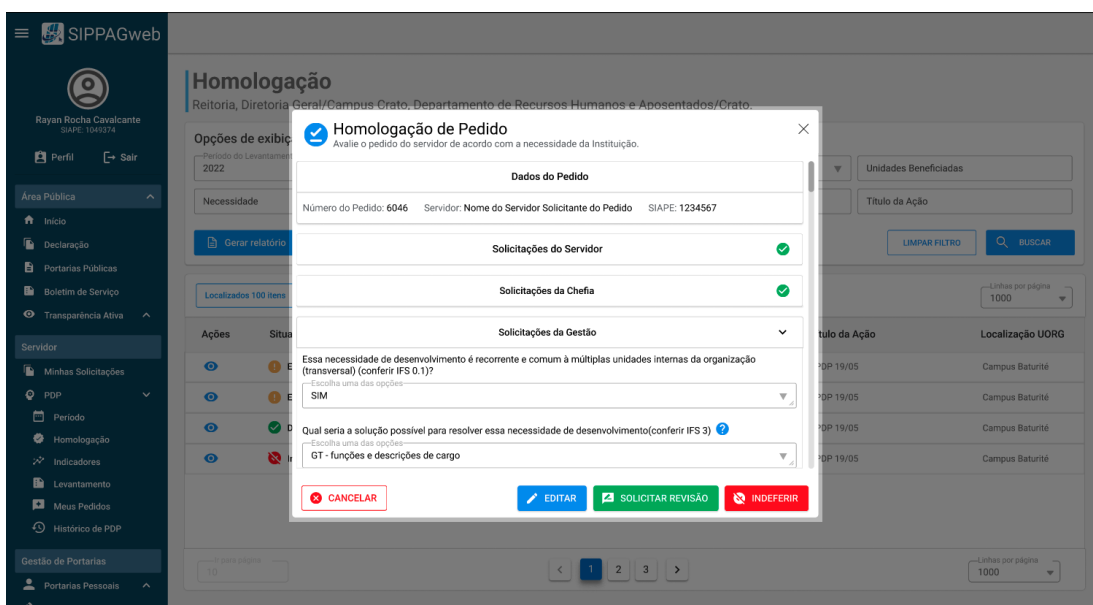 SIPPAGweb
Rayan Rocha Cavalcante
SIAPE: 1049374
Perfil
Sair
Área Pública
Início
Declaração
Portarias Públicas
Boletim de Serviço
Transparência Ativa
Servidor
Minhas Solicitações
PDP
Período
Homologação
Indicadores
Levantamento
Meus Pedidos
Histórico de PDP
Gestão de Portarias
Portarias Pessoais
Homologação
Reitoria, Diretoria Geral/Campus Crato, Departamento de Recursos Humanos e Aposentados/Crato.
Opções de exibiç
Período do Levantament
2022
Unidades Beneficiadas
Necessidade
Título da Ação
Gerar relatório
LIMPAR FILTRO
BUSCAR
Localizados 100 itens
Linhas por página
1000
Ações
Situa
tulo da Ação
Localização UORG
E
PDP 19/05
Campus Baturité
E
PDP 19/05
Campus Baturité
D
PDP 19/05
Campus Baturité
In
PDP 19/05
Campus Baturité
Ir para página
10
1
2
3
Linhas por página
1000
Homologação de Pedido
Avalie o pedido do servidor de acordo com a necessidade da Instituição.
Dados do Pedido
Número do Pedido: 6046 Servidor: Nome do Servidor Solicitante do Pedido SIAPE: 1234567
Solicitações do Servidor
Solicitações da Chefia
Solicitações da Gestão
Essa necessidade de desenvolvimento é recorrente e comum à múltiplas unidades internas da organização
(transversal) (conferir IFS 0.1)?
Escolha uma das opções
SIM
Qual seria a solução possível para resolver essa necessidade de desenvolvimento(conferir IFS 3)
Escolha uma das opções
GT - funções e descrições de cargo
CANCELAR
EDITAR
SOLICITAR REVISÃO
INDEFERIR